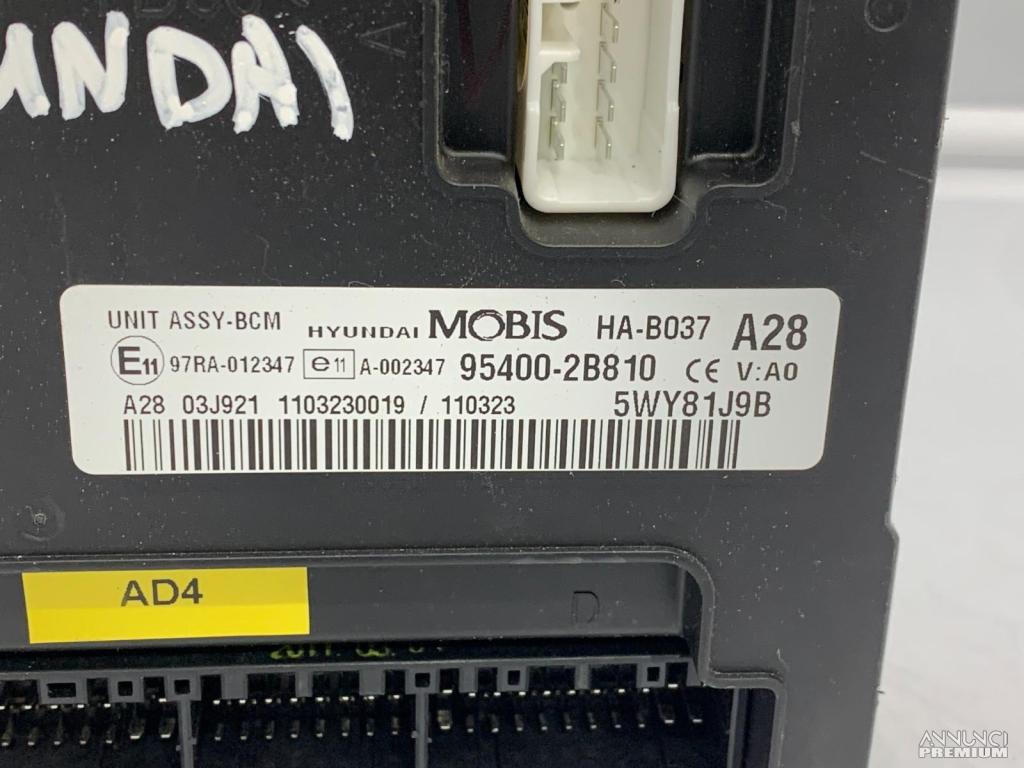 UNDAI
A
UNIT ASSY-BCM HYUNDAI MOBIS HA-B037 A28
E11 97RA-012347 e11 A-002347 95400-2B810 CE V:A0
A28 03J921 1103230019 / 110323 5WY81J9B
AD4
D
ANNUNCI
PREMIUM